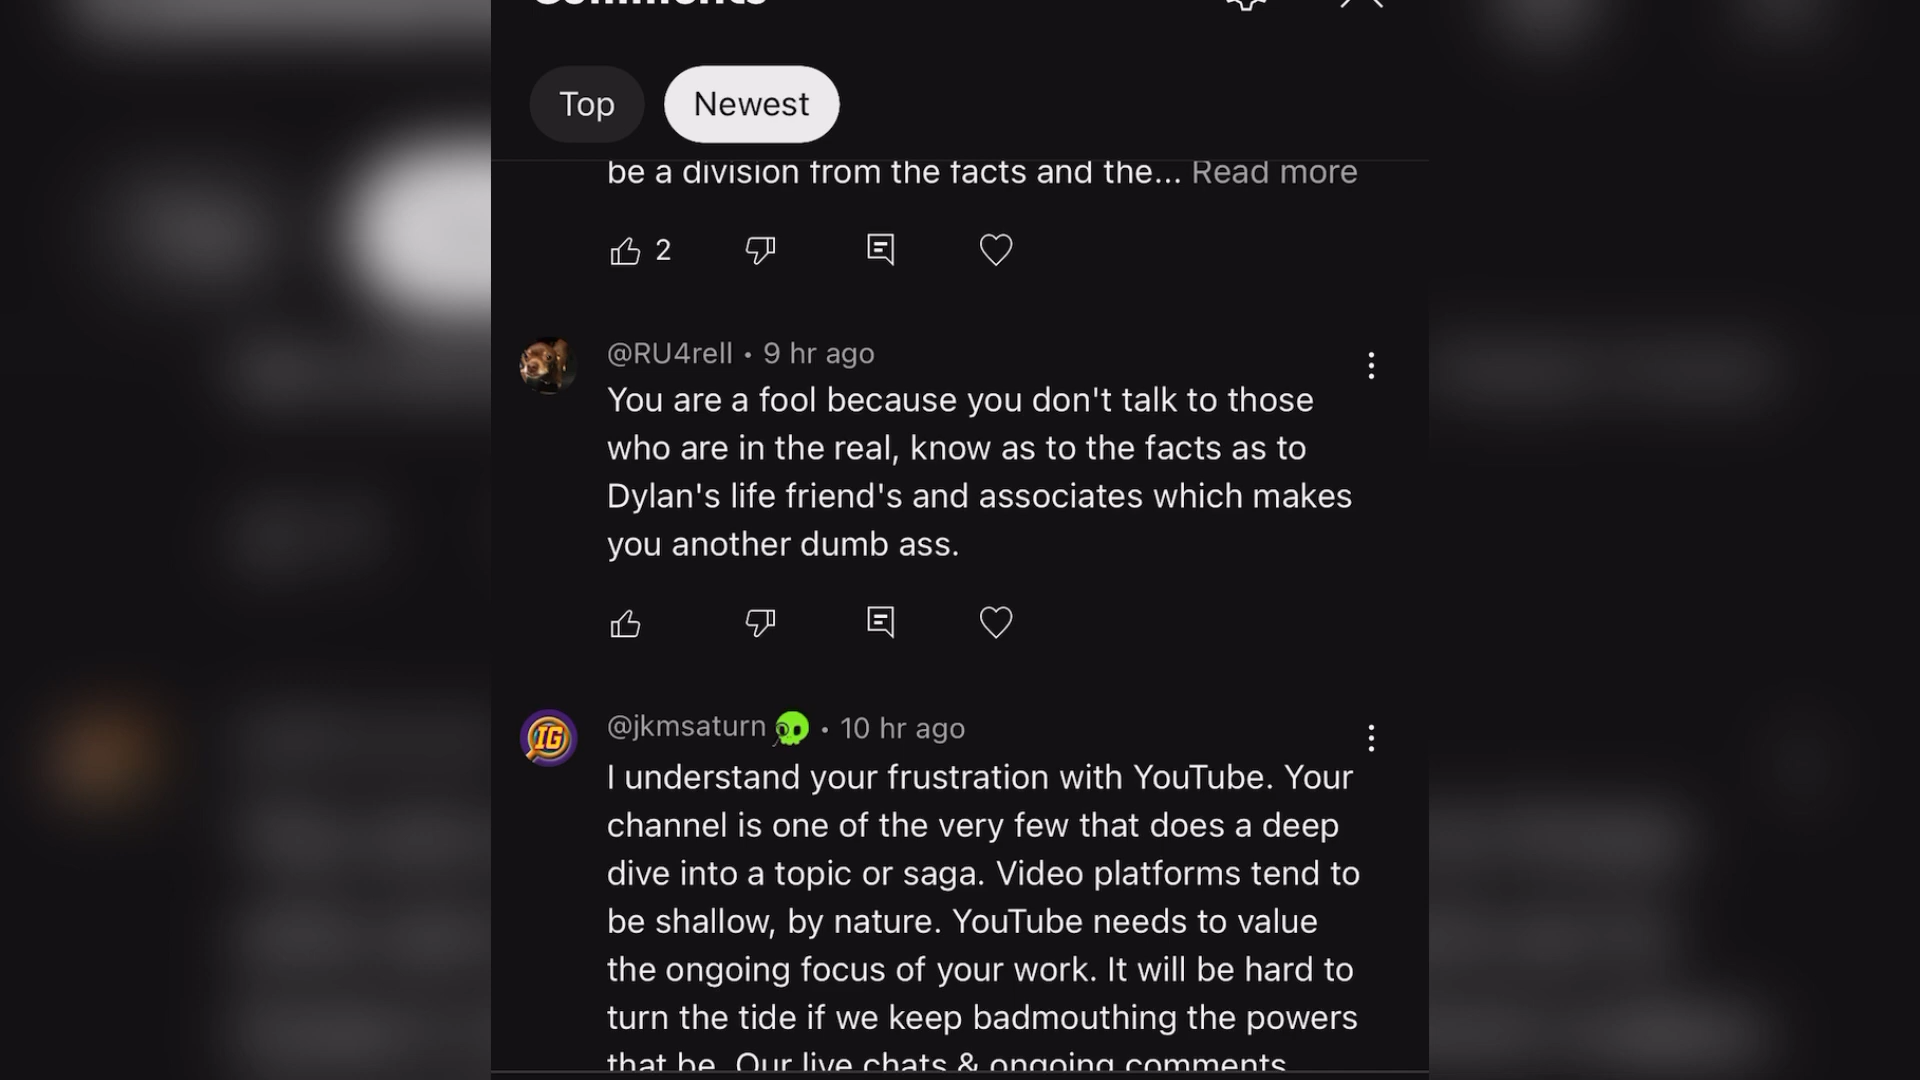 Comments
Top
Newest
be a division from the facts and the... Read more
2
@RU4rell • 9 hr ago
You are a fool because you don't talk to those
who are in the real, know as to the facts as to
Dylan's life friend's and associates which makes
you another dumb ass.
IG
@jkmsaturn • 10 hr ago
I understand your frustration with YouTube. Your
channel is one of the very few that does a deep
dive into a topic or saga. Video platforms tend to
be shallow, by nature. YouTube needs to value
the ongoing focus of your work. It will be hard to
turn the tide if we keep badmouthing the powers
that be. Our live chats & ongoing comments